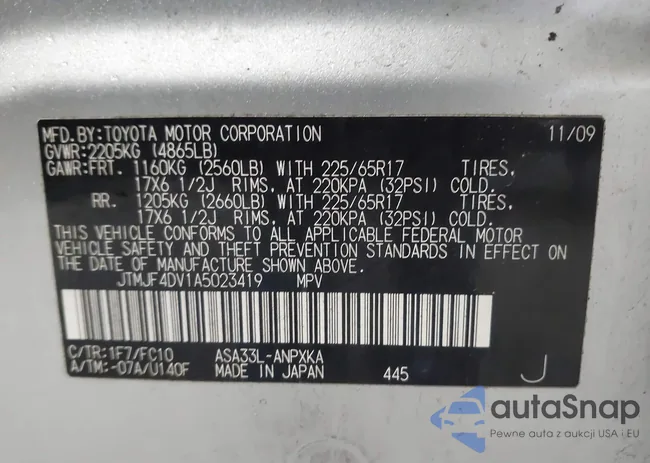 MFD.BY:TOYOTA MOTOR CORPORATION 11/09
GVWR:2205KG (4865LB)
GAWR:FRT. 1160KG (2560LB) WITH 225/65R17 TIRES,
17X6 1/2J RIMS, AT 220KPA (32PSI) COLD.
RR. 1205KG (2660LB) WITH 225/65R17 TIRES,
17X6 1/2J RIMS, AT 220KPA (32PSI) COLD.
THIS VEHICLE CONFORMS TO ALL APPLICABLE FEDERAL MOTOR
VEHICLE SAFETY AND THEFT PREVENTION STANDARDS IN EFFECT ON
THE DATE OF MANUFACTURE SHOWN ABOVE.
JTMJF4DV1A5023419 MPV
C/TR:1F7/FC10 ASA33L-ANPXKA
A/TM:-07A/U140F MADE IN JAPAN 445 J
autaSnap
Pewne auta z aukcji USA i EU